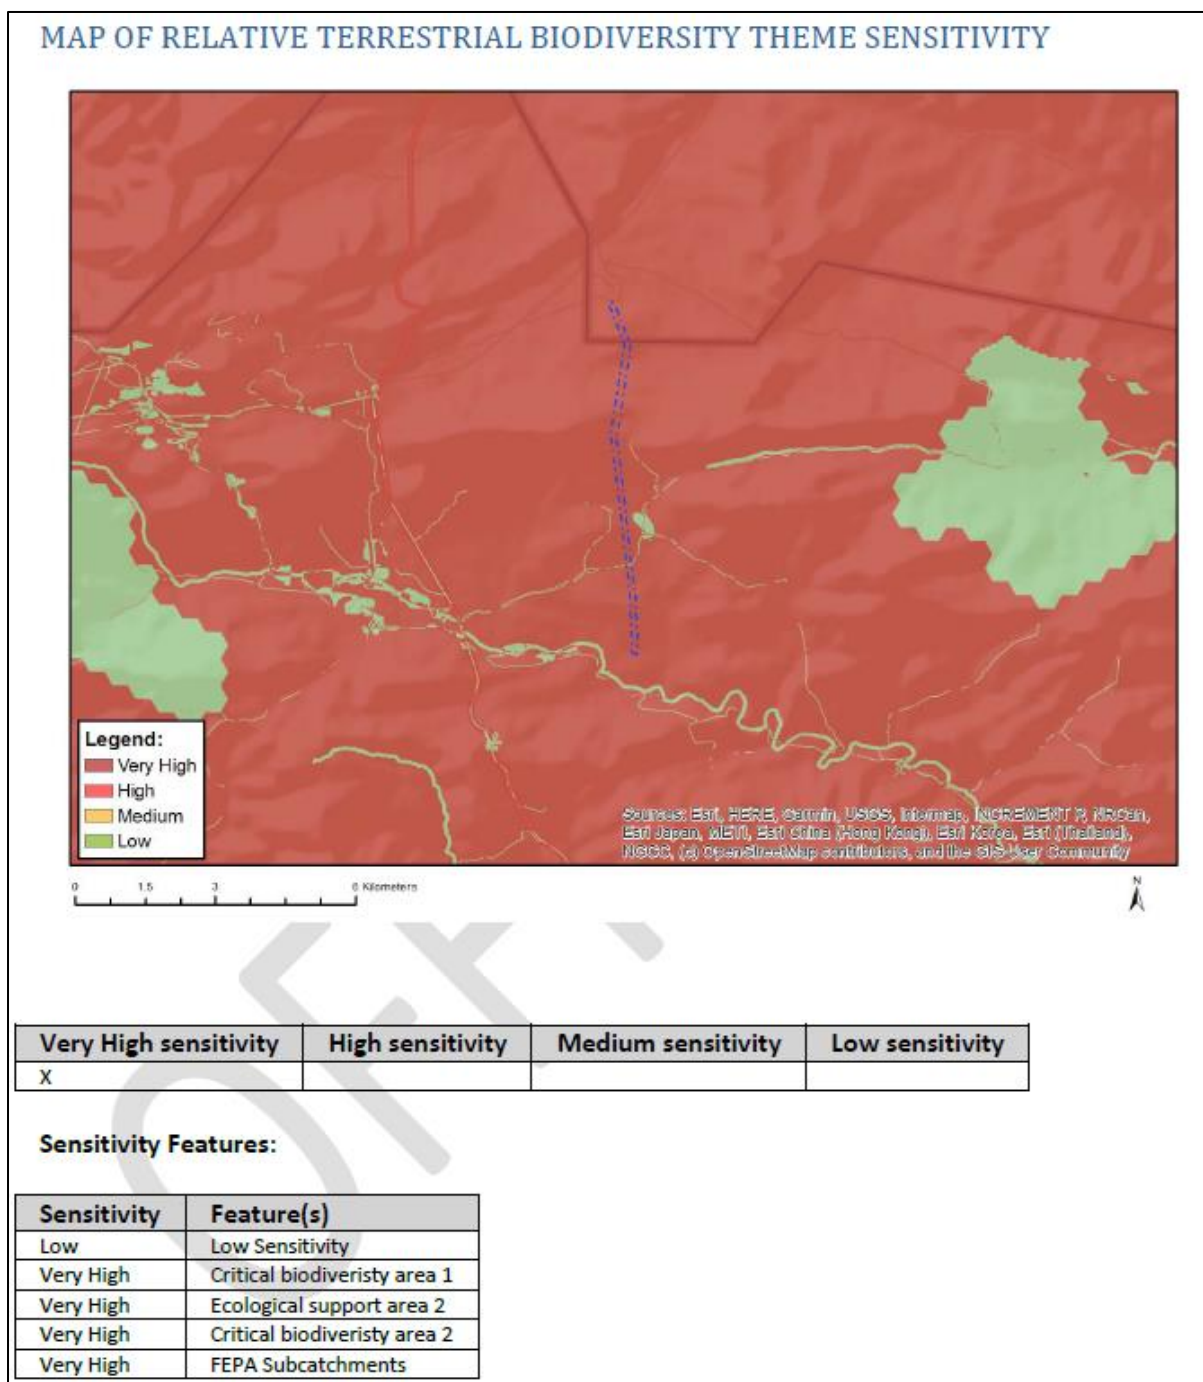 MAP OF RELATIVE TERRESTRIAL BIODIVERSITY THEME SENSITIVITY
Legend:
Very High
High
Medium
Low
Sources: Esri, HERE, Garmin, USGS, Intermap, INCREMENT P, NRCan,
Esri Japan, METI, Esri China (Hong Kong), Esri Korea, Esri (Thailand),
NGCC, (c) OpenStreetMap contributors, and the GIS User Community
0 1.5 3 6 Kilometers
N
Very High sensitivity High sensitivity Medium sensitivity Low sensitivity
X
Sensitivity Features:
Sensitivity Feature(s)
Low Low Sensitivity
Very High Critical biodiveristy area 1
Very High Ecological support area 2
Very High Critical biodiveristy area 2
Very High FEPA Subcatchments